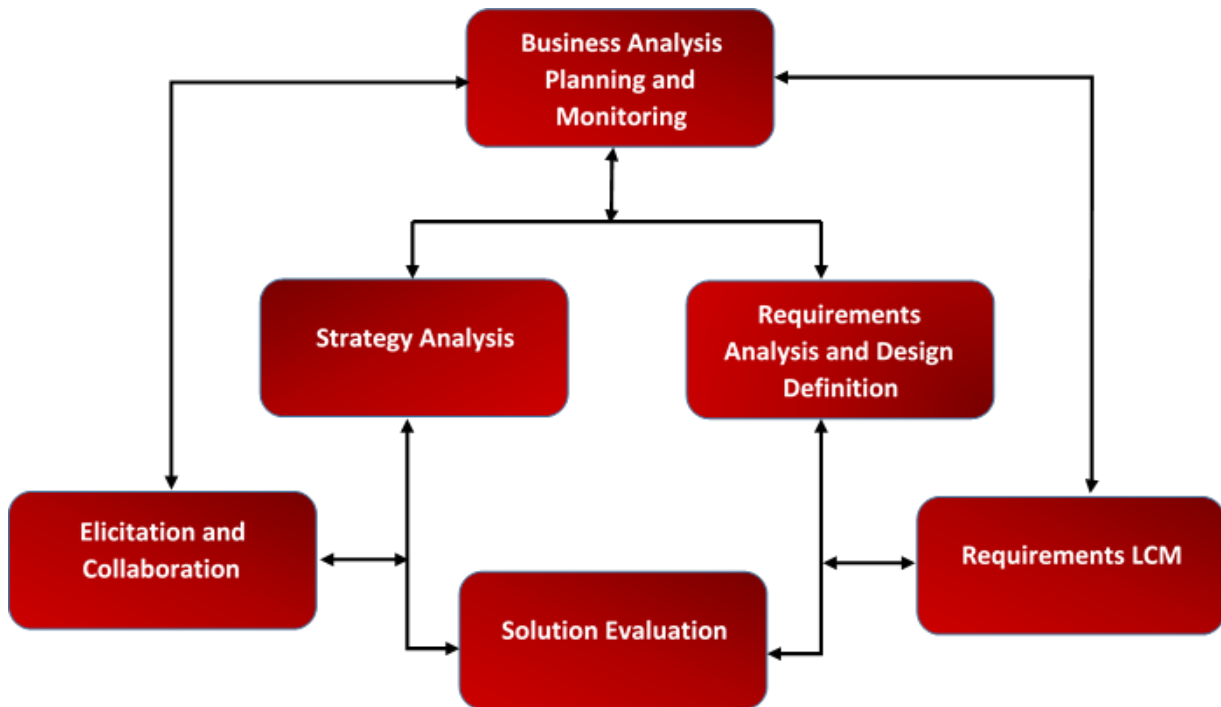 Business Analysis
Planning and
Monitoring
Strategy Analysis
Requirements
Analysis and Design
Definition
Elicitation and
Collaboration
Requirements LCM
Solution Evaluation